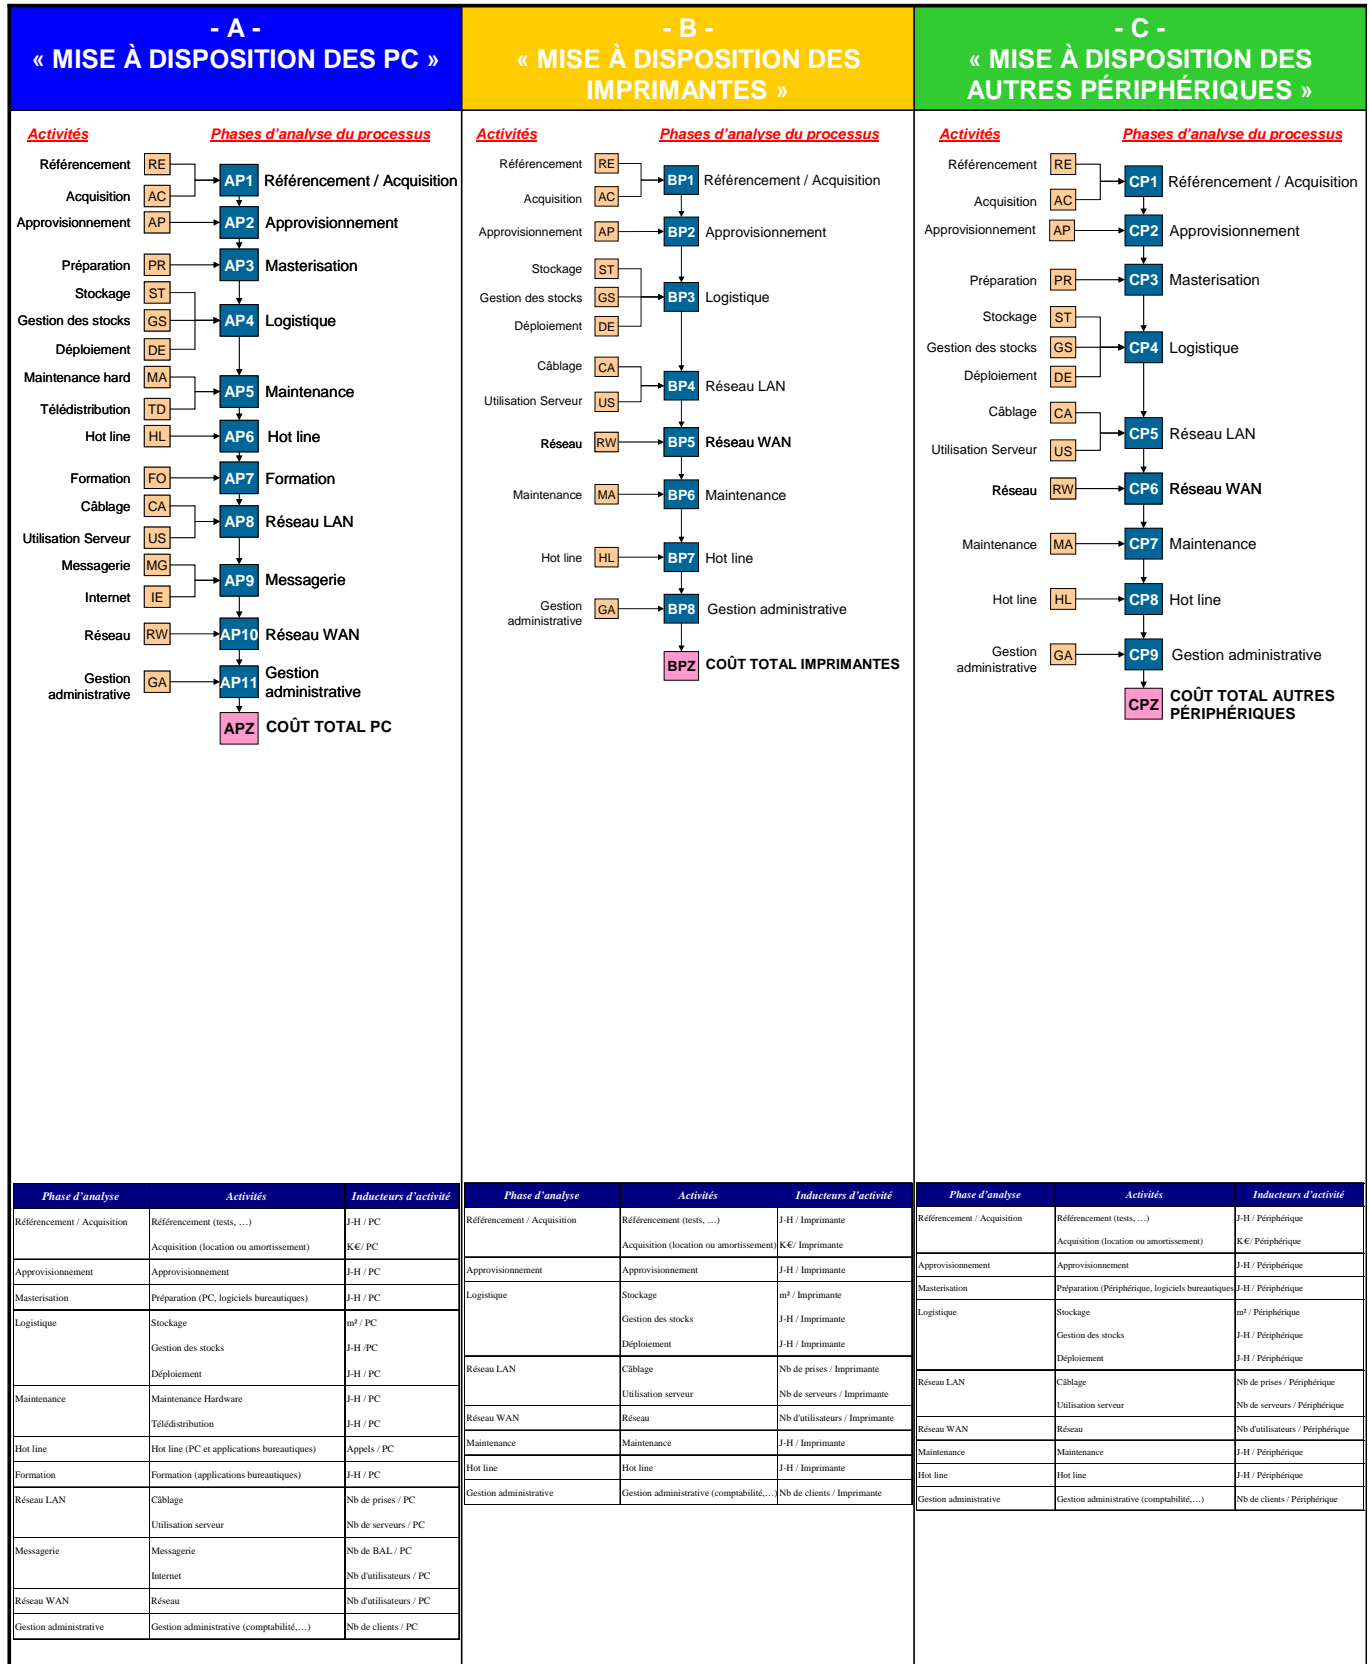 - A -
« MISE À DISPOSITION DES PC »
Activités Phases d'analyse du processus
Référencement RE
AP1 Référencement / Acquisition
Acquisition AC
Approvisionnement AP AP2 Approvisionnement
Préparation PR AP3 Masterisation
Stockage ST
Gestion des stocks GS AP4 Logistique
Déploiement DE
Maintenance hard MA
AP5 Maintenance
Télédistribution TD
Hot line HL AP6 Hot line
Formation FO AP7 Formation
Câblage CA
AP8 Réseau LAN
Utilisation Serveur US
Messagerie MG
AP9 Messagerie
Internet IE
Réseau RW AP10 Réseau WAN
Gestion
administrative GA AP11 Gestion
administrative
APZ COÛT TOTAL PC
Phase d'analyse Activités Inducteurs d'activité
Référencement / Acquisition Référencement (tests, …) J-H / PC
Acquisition (location ou amortissement) K€/ PC
Approvisionnement Approvisionnement J-H / PC
Masterisation Préparation (PC, logiciels bureautiques) J-H / PC
Logistique Stockage m² / PC
Gestion des stocks J-H /PC
Déploiement J-H / PC
Maintenance Maintenance Hardware J-H / PC
Télédistribution J-H / PC
Hot line Hot line (PC et applications bureautiques) Appels / PC
Formation Formation (applications bureautiques) J-H / PC
Réseau LAN Câblage Nb de prises / PC
Utilisation serveur Nb de serveurs / PC
Messagerie Messagerie Nb de BAL / PC
Internet Nb d'utilisateurs / PC
Réseau WAN Réseau Nb d'utilisateurs / PC
Gestion administrative Gestion administrative (comptabilité,…) Nb de clients / PC
- B -
« MISE À DISPOSITION DES
IMPRIMANTES »
Activités Phases d'analyse du processus
Référencement RE
BP1 Référencement / Acquisition
Acquisition AC
Approvisionnement AP BP2 Approvisionnement
Stockage ST
Gestion des stocks GS BP3 Logistique
Déploiement DE
Câblage CA
BP4 Réseau LAN
Utilisation Serveur US
Réseau RW BP5 Réseau WAN
Maintenance MA BP6 Maintenance
Hot line HL BP7 Hot line
Gestion
administrative GA BP8 Gestion administrative
BPZ COÛT TOTAL IMPRIMANTES
Phase d'analyse Activités Inducteurs d'activité
Référencement / Acquisition Référencement (tests, …) J-H / Imprimante
Acquisition (location ou amortissement) K€/ Imprimante
Approvisionnement Approvisionnement J-H / Imprimante
Logistique Stockage m² / Imprimante
Gestion des stocks J-H / Imprimante
Déploiement J-H / Imprimante
Réseau LAN Câblage Nb de prises / Imprimante
Utilisation serveur Nb de serveurs / Imprimante
Réseau WAN Réseau Nb d'utilisateurs / Imprimante
Maintenance Maintenance J-H / Imprimante
Hot line Hot line J-H / Imprimante
Gestion administrative Gestion administrative (comptabilité,…) Nb de clients / Imprimante
- C -
« MISE À DISPOSITION DES
AUTRES PÉRIPHÉRIQUES »
Activités Phases d'analyse du processus
Référencement RE
CP1 Référencement / Acquisition
Acquisition AC
Approvisionnement AP CP2 Approvisionnement
Préparation PR CP3 Masterisation
Stockage ST
Gestion des stocks GS CP4 Logistique
Déploiement DE
Câblage CA
CP5 Réseau LAN
Utilisation Serveur US
Réseau RW CP6 Réseau WAN
Maintenance MA CP7 Maintenance
Hot line HL CP8 Hot line
Gestion
administrative GA CP9 Gestion administrative
CPZ COÛT TOTAL AUTRES
PÉRIPHÉRIQUES
Phase d'analyse Activités Inducteurs d'activité
Référencement / Acquisition Référencement (tests, …) J-H / Périphérique
Acquisition (location ou amortissement) K€/ Périphérique
Approvisionnement Approvisionnement J-H / Périphérique
Masterisation Préparation (Périphérique, logiciels bureautiques J-H / Périphérique
Logistique Stockage m² / Périphérique
Gestion des stocks J-H / Périphérique
Déploiement J-H / Périphérique
Réseau LAN Câblage Nb de prises / Périphérique
Utilisation serveur Nb de serveurs / Périphérique
Réseau WAN Réseau Nb d'utilisateurs / Périphérique
Maintenance Maintenance J-H / Périphérique
Hot line Hot line J-H / Périphérique
Gestion administrative Gestion administrative (comptabilité,…) Nb de clients / Périphérique